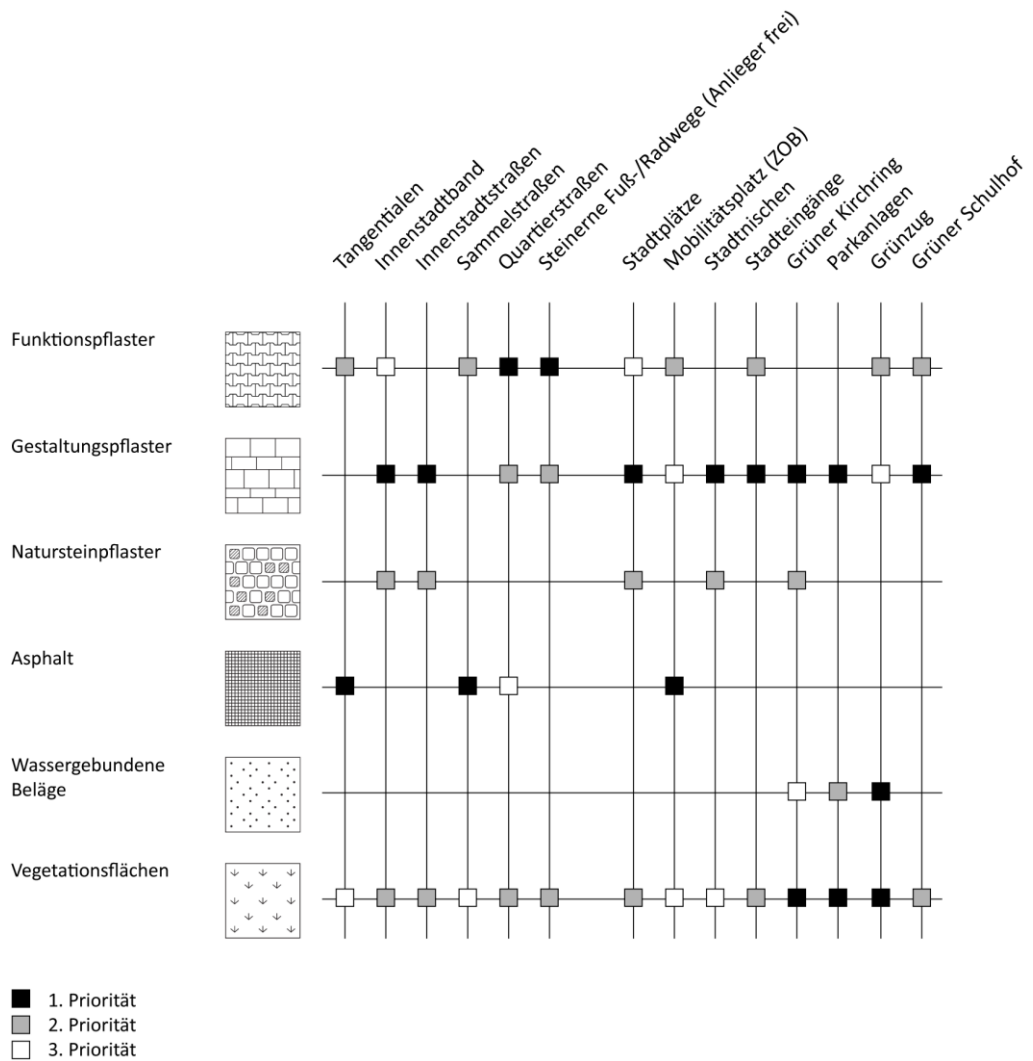 Tangentialen
Innenstadtband
Innenstadtstraßen
Sammelstraßen
Quartierstraßen
Steinerne Fuß-/Radwege (Anlieger frei)
Stadtplätze
Mobilitätsplatz (ZOB)
Stadtnischen
Stadteingänge
Grüner Kirchring
Parkanlagen
Grünzug
Grüner Schulhof
Funktionspflaster
Gestaltungspflaster
Natursteinpflaster
Asphalt
Wassergebundene
Beläge
Vegetationsflächen
1. Priorität
2. Priorität
3. Priorität